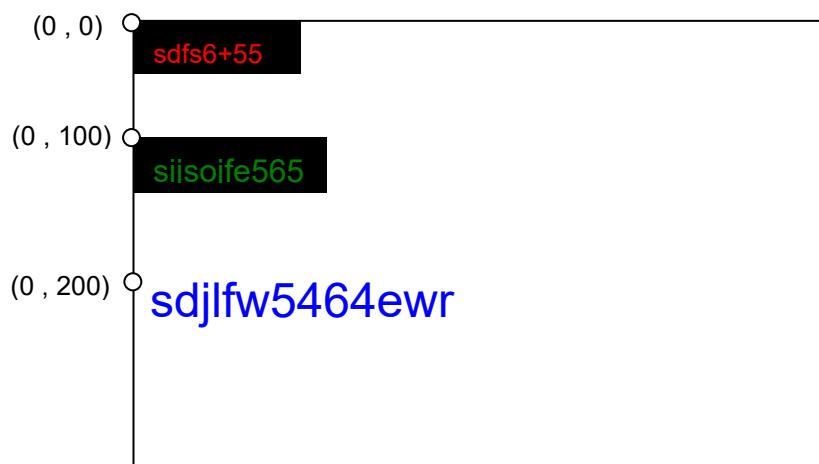 (0 , 0)
sdfs6+55
(0 , 100)
siisoife565
(0 , 200)
sdjlfw5464ewr